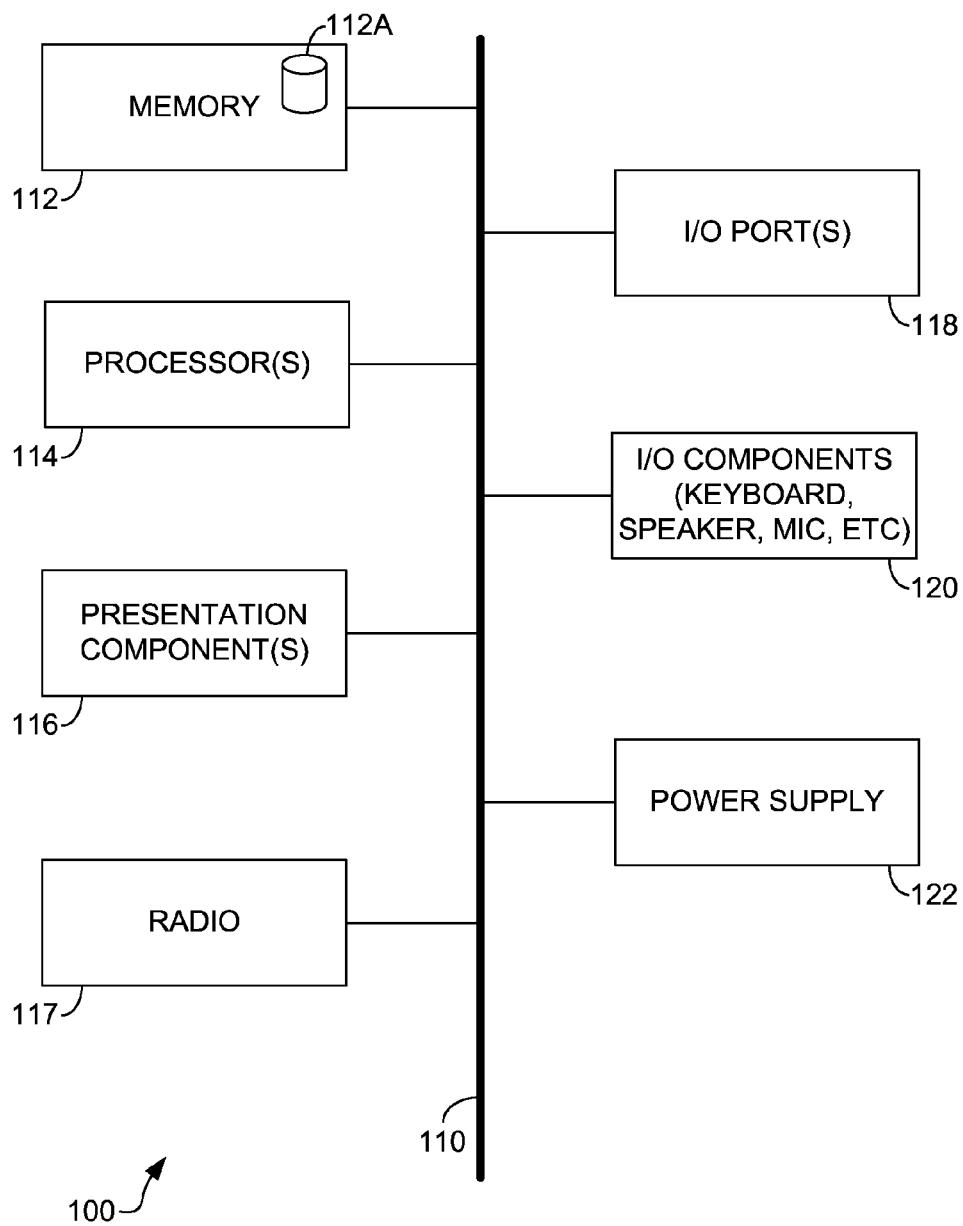 112A
MEMORY
112
I/O PORT(S)
118
PROCESSOR(S)
114
I/O COMPONENTS
(KEYBOARD,
SPEAKER, MIC, ETC)
120
PRESENTATION
COMPONENT(S)
116
POWER SUPPLY
122
RADIO
117
110
100